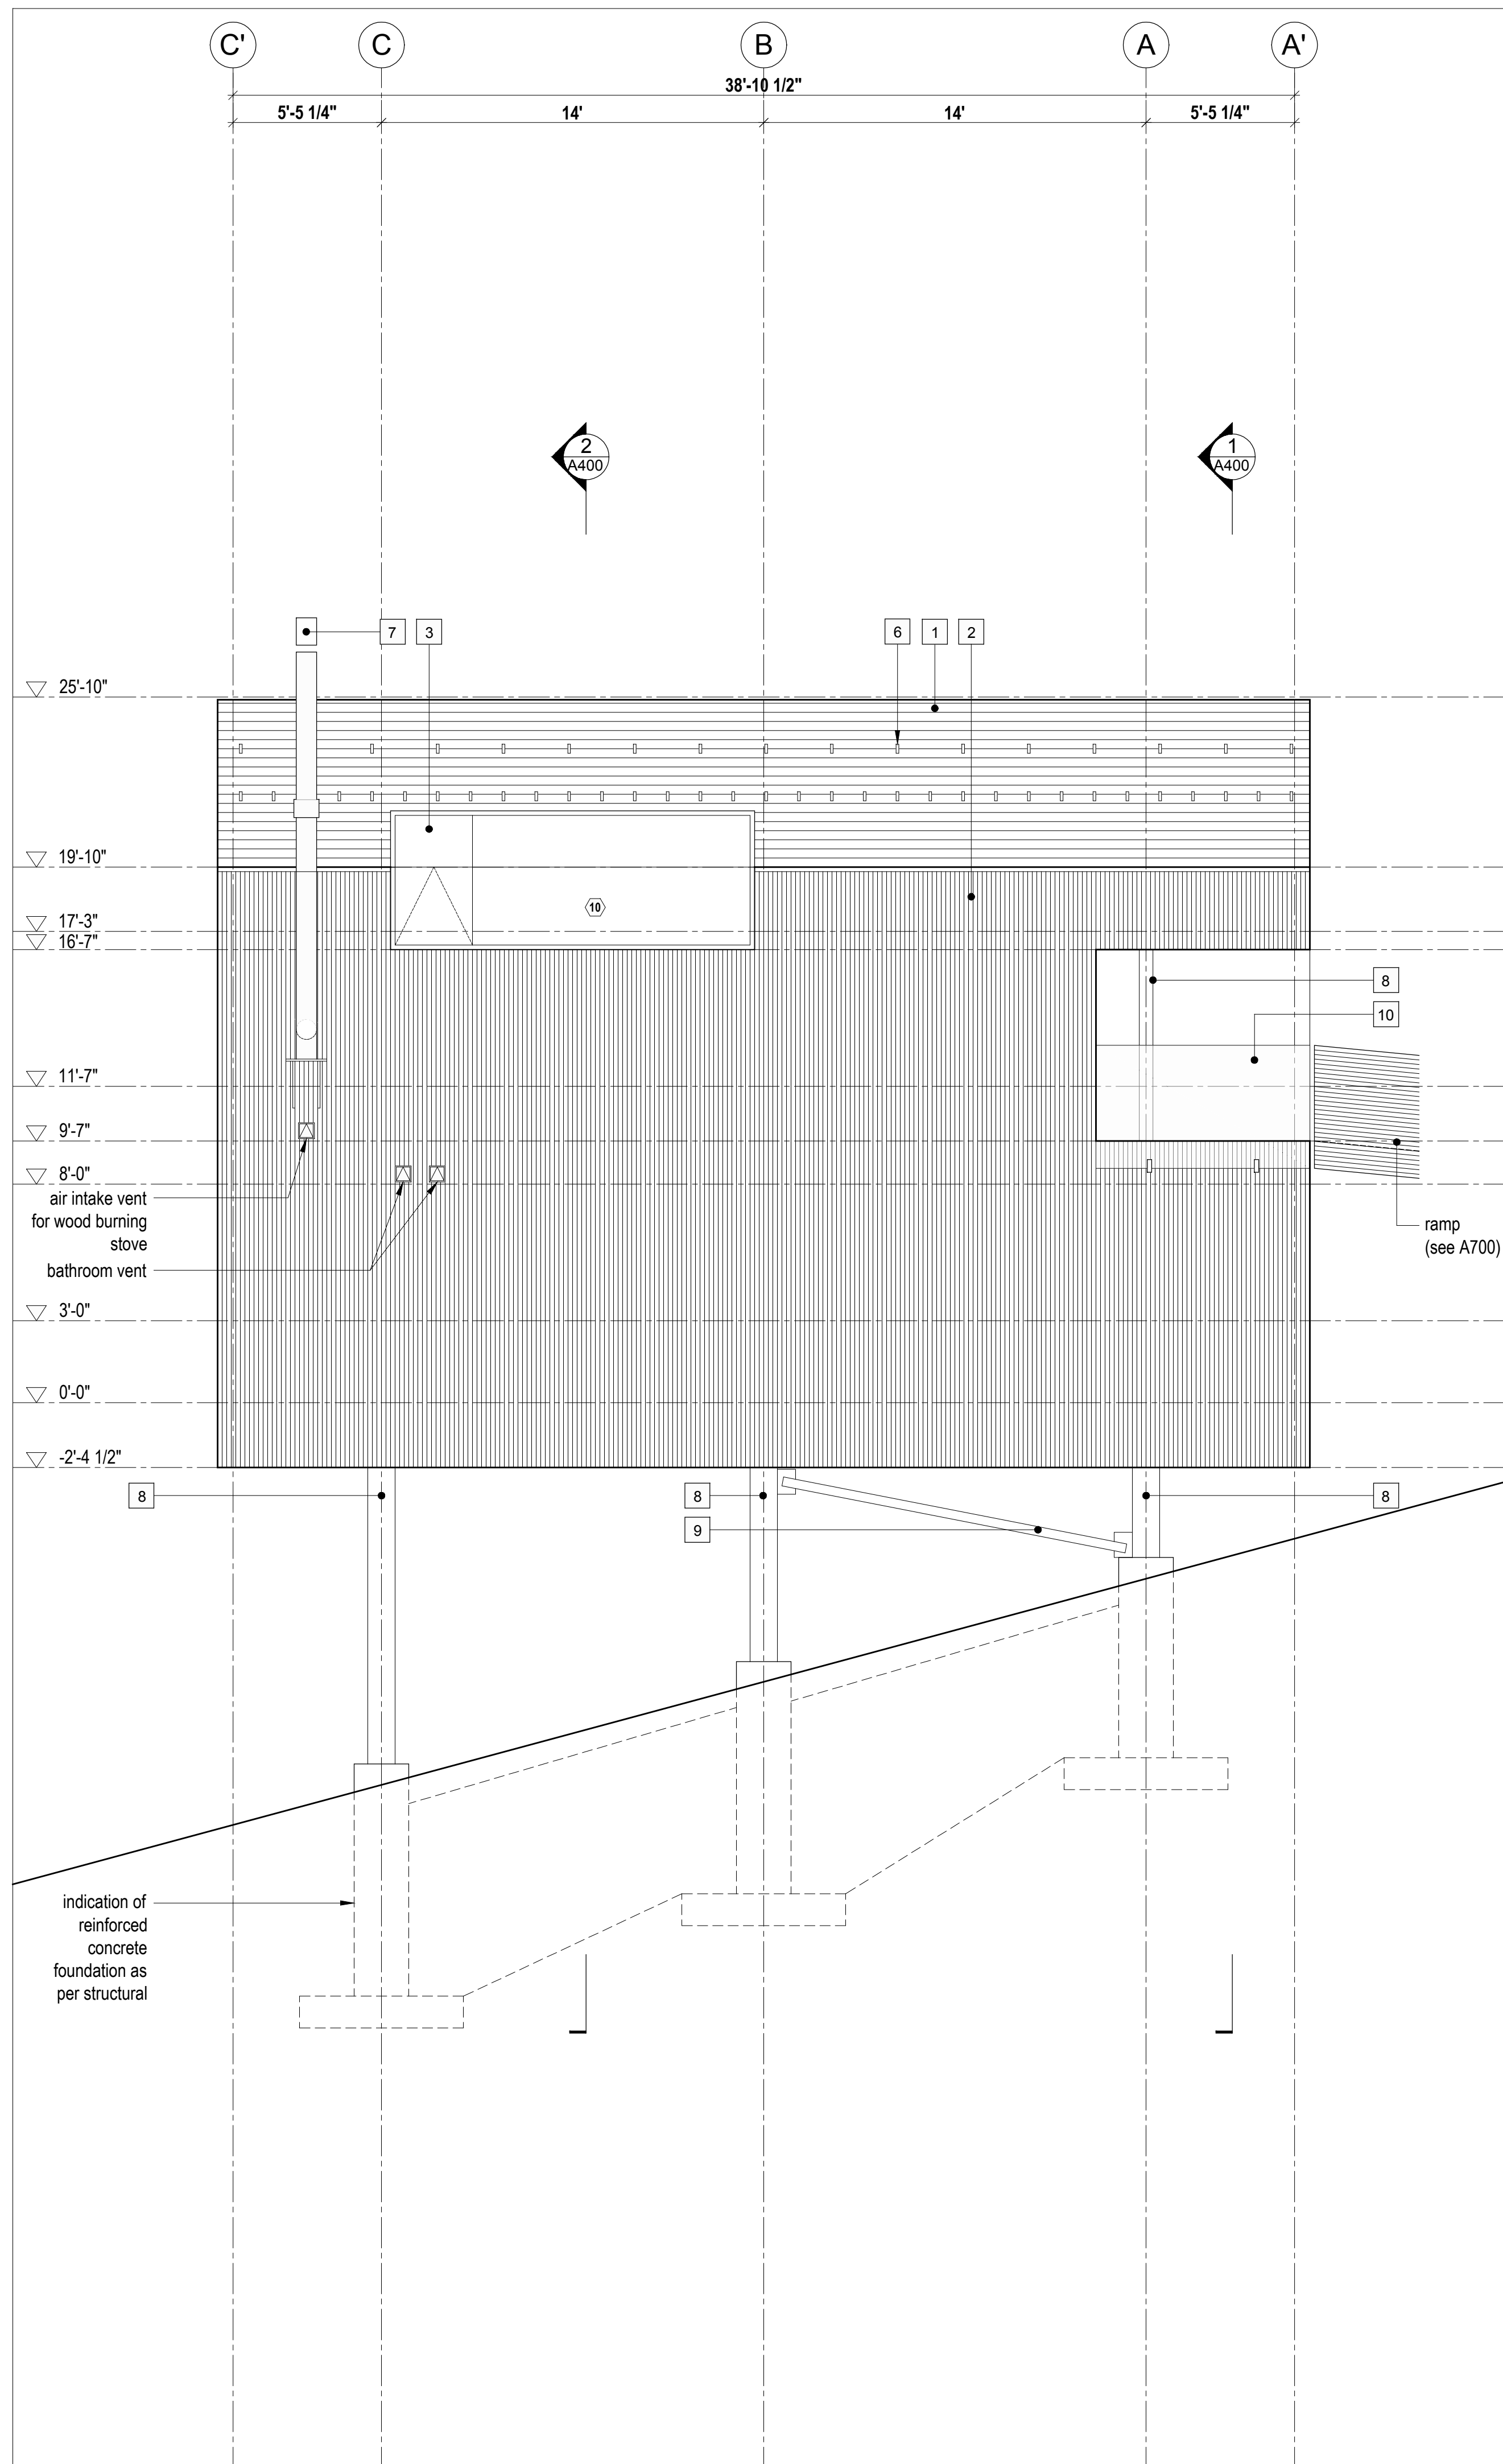 C' C B A A'
38'-10 1/2"
5'-5 1/4" 14' 14' 5'-5 1/4"
2
A400
1
A400
7 3 6 1 2
25'-10"
19'-10"
10
17'-3"
16'-7"
8
10
11'-7"
9'-7"
8'-0"
air intake vent
for wood burning
stove
bathroom vent
ramp
(see A700)
3'-0"
0'-0"
-2'-4 1/2"
8 8 8
9
indication of
reinforced
concrete
foundation as
per structural